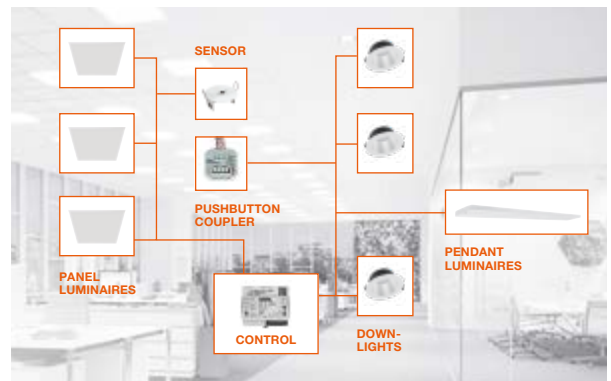 SENSOR
PUSHBUTTON
COUPLER
PANEL
LUMINAIRES
PENDANT
LUMINAIRES
CONTROL
DOWN-
LIGHTS